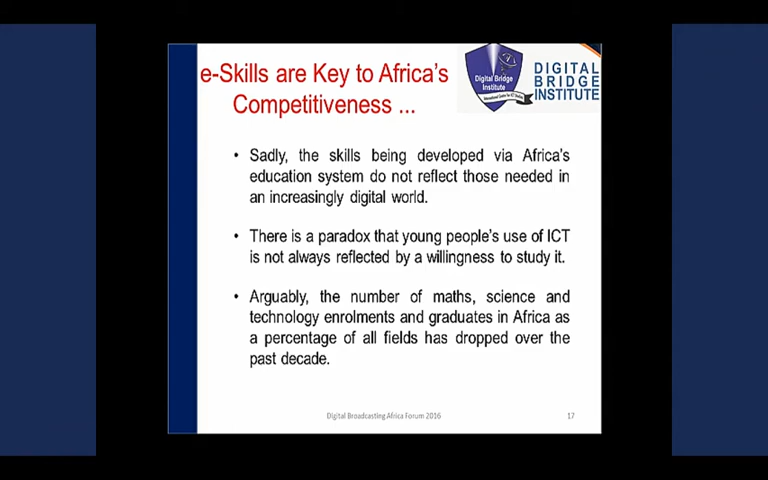 e-Skills are Key to Africa's
Competitiveness ...
Digital Bridge
Institute
DIGITAL
BRIDGE
INSTITUTE
• Sadly, the skills being developed via Africa's
education system do not reflect those needed in
an increasingly digital world.
• There is a paradox that young people's use of ICT
is not always reflected by a willingness to study it.
• Arguably, the number of maths, science and
technology enrolments and graduates in Africa as
a percentage of all fields has dropped over the
past decade.
Digital Broadcasting Africa Forum 2016
17